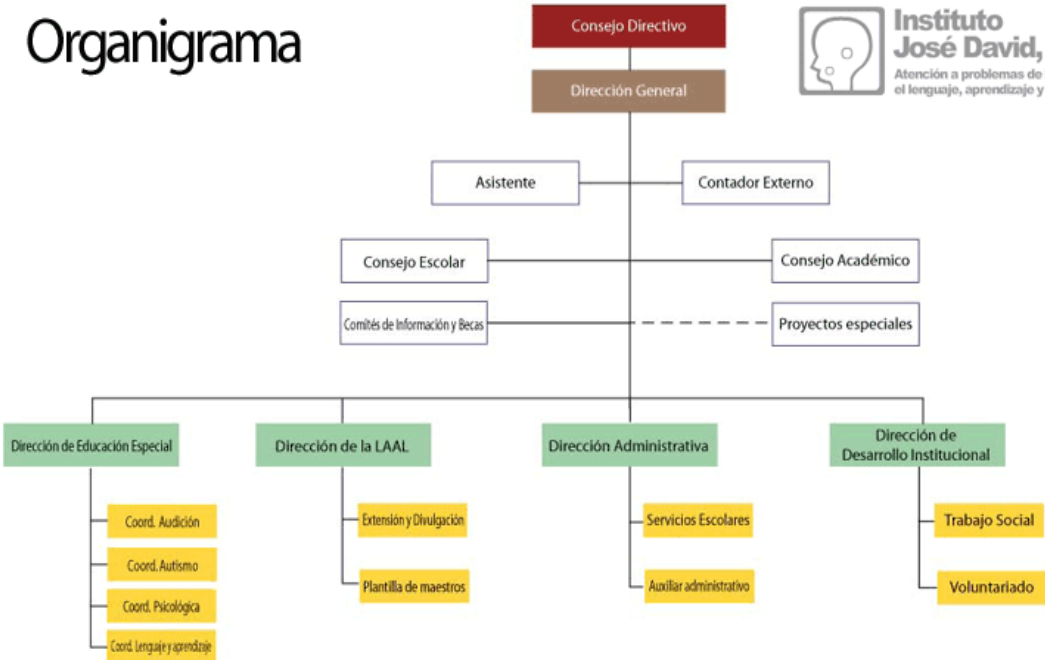 Organigrama
Consejo Directivo
Instituto
José David,
Atención a problemas de
el lenguaje, aprendizaje y
Dirección General
Asistente
Contador Externo
Consejo Escolar
Consejo Académico
Comités de Información y Becas
Proyectos especiales
Dirección de Educación Especial
Dirección de la LAAL
Dirección Administrativa
Dirección de
Desarrollo Institucional
Coord. Audición
Coord. Autismo
Coord. Psicológica
Coord. Lenguaje y aprendizaje
Extensión y Divulgación
Plantilla de maestros
Servicios Escolares
Auxiliar administrativo
Trabajo Social
Voluntariado